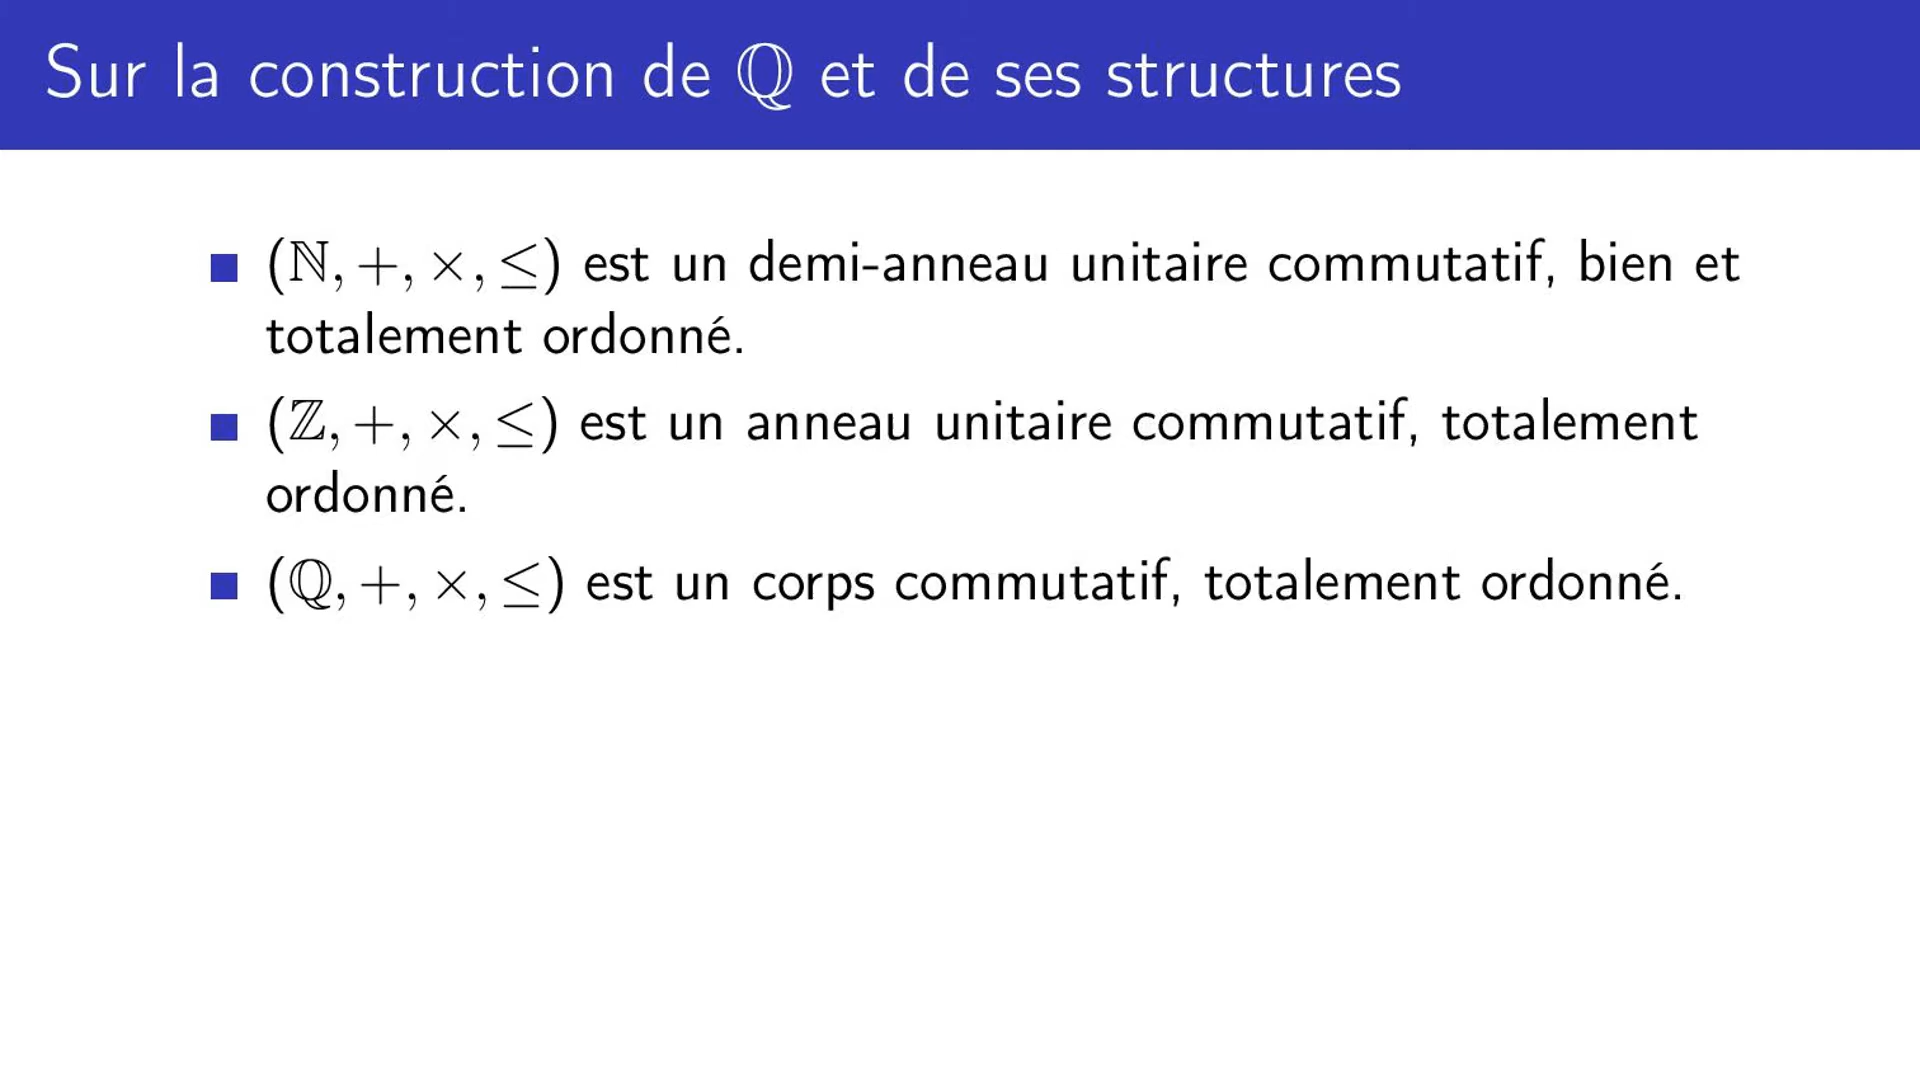 Sur la construction de ℚ et de ses structures
(ℕ, +, ×, ≤) est un demi-anneau unitaire commutatif, bien et
totalement ordonné.
(ℤ, +, ×, ≤) est un anneau unitaire commutatif, totalement
ordonné.
(ℚ, +, ×, ≤) est un corps commutatif, totalement ordonné.